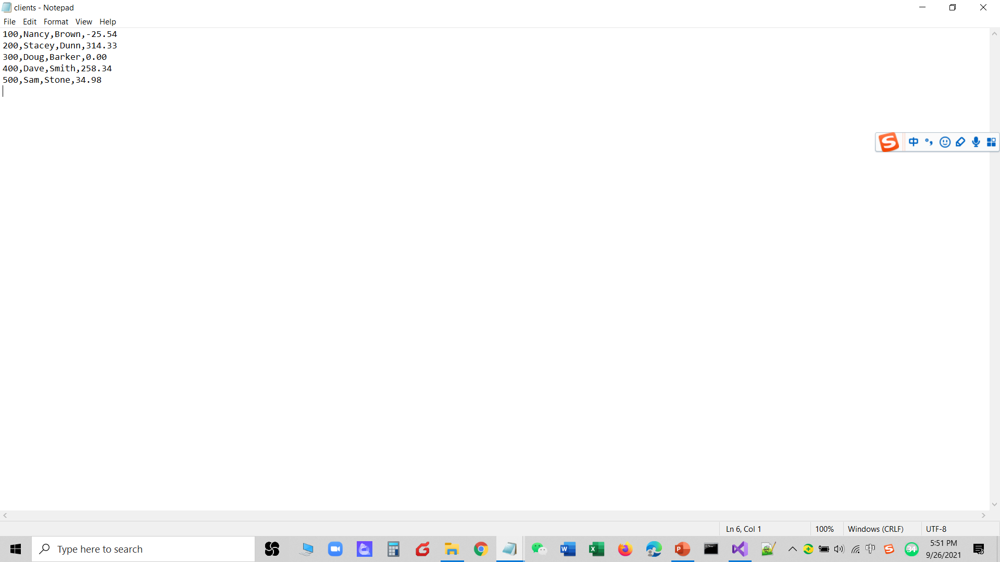 clients - Notepad
File Edit Format View Help
100,Nancy,Brown,-25.54
200,Stacey,Dunn,314.33
300,Doug,Barker,0.00
400,Dave,Smith,258.34
500,Sam,Stone,34.98
S 中 °,
Ln 6, Col 1 100% Windows (CRLF) UTF-8
Type here to search
W X P 中 S 34 5:51 PM
9/26/2021